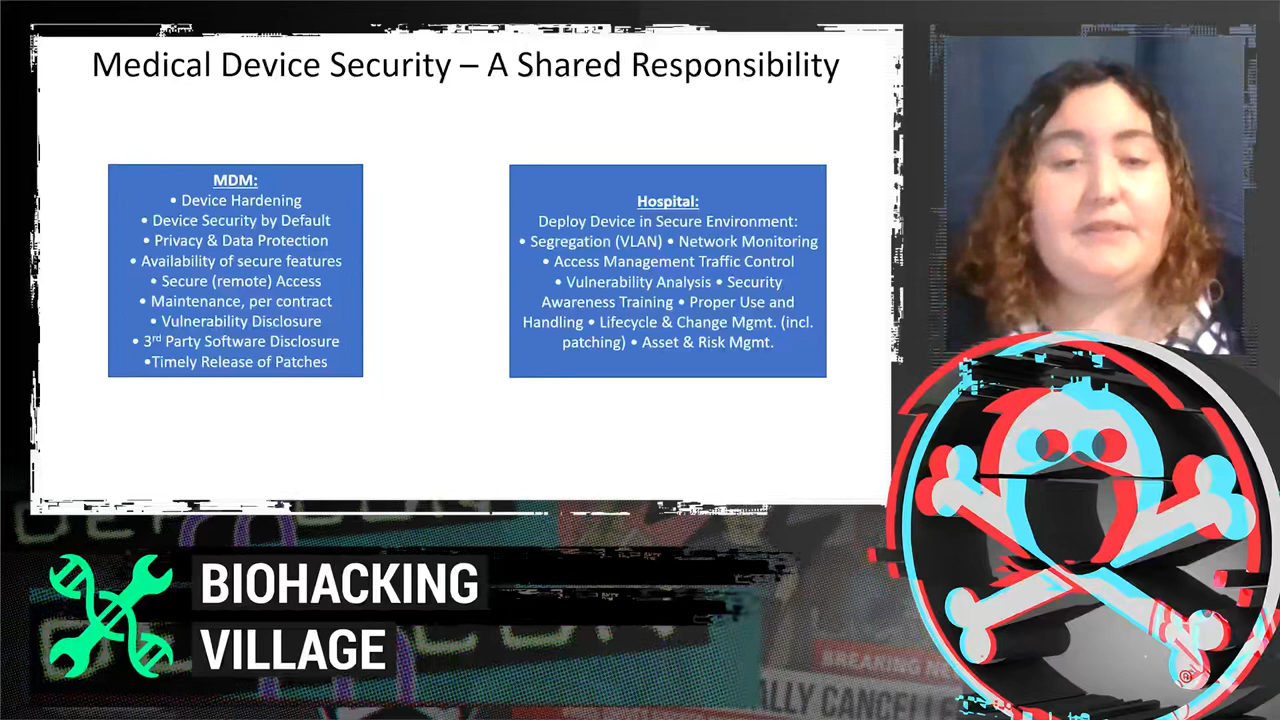 Medical Device Security – A Shared Responsibility
MDM:
• Device Hardening
• Device Security by Default
• Privacy & Data Protection
• Availability of secure features
• Secure (remote) Access
• Maintenance, per contract
• Vulnerability Disclosure
• 3rd Party Software Disclosure
•Timely Release of Patches
Hospital:
Deploy Device in Secure Environment:
• Segregation (VLAN) • Network Monitoring
• Access Management Traffic Control
• Vulnerability Analysis • Security
Awareness Training • Proper Use and
Handling • Lifecycle & Change Mgmt. (incl.
patching) • Asset & Risk Mgmt.
BIOHACKING
VILLAGE
BREAKING
ALLY CANCELLE